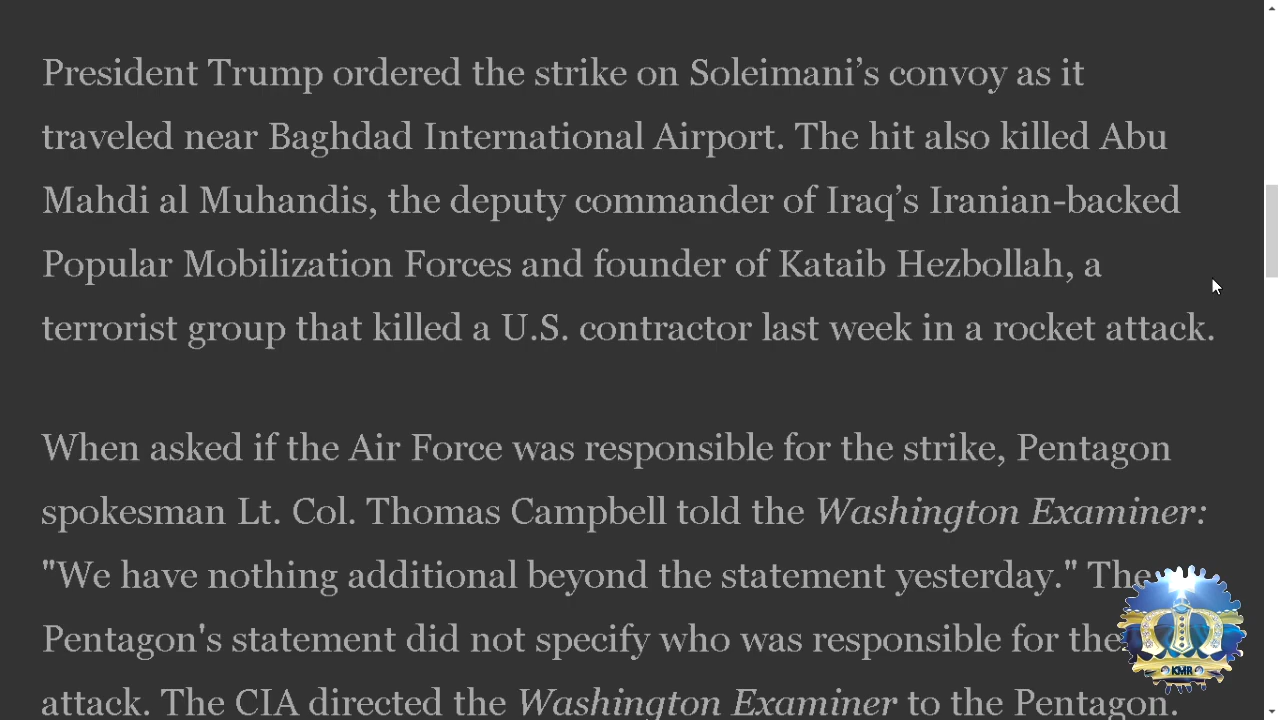 President Trump ordered the strike on Soleimani’s convoy as it
traveled near Baghdad International Airport. The hit also killed Abu
Mahdi al Muhandis, the deputy commander of Iraq’s Iranian-backed
Popular Mobilization Forces and founder of Kataib Hezbollah, a
terrorist group that killed a U.S. contractor last week in a rocket attack.
When asked if the Air Force was responsible for the strike, Pentagon
spokesman Lt. Col. Thomas Campbell told the Washington Examiner:
"We have nothing additional beyond the statement yesterday." The
Pentagon's statement did not specify who was responsible for the
attack. The CIA directed the Washington Examiner to the Pentagon.
KMR